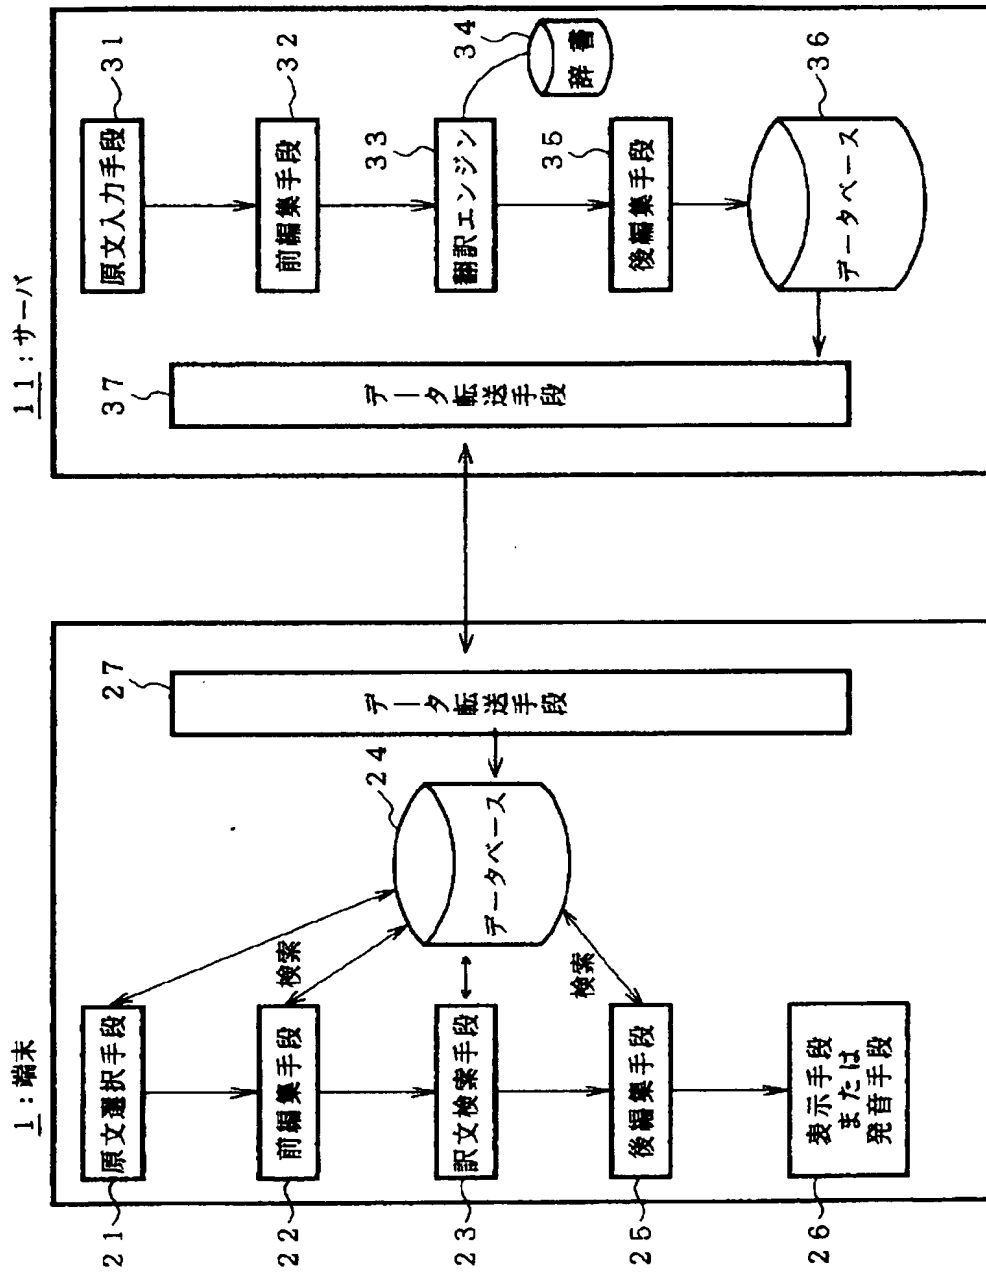 1:端末
21
原文選択手段
22
前編集手段
検索
23
訳文検索手段
24
データベース
25
後編集手段
検索
26
表示手段
または
発音手段
27
データ転送手段
11:サーバ
37
データ転送手段
原文入力手段
31
前編集手段
32
翻訳エンジン
33
辞書
34
後編集手段
35
データベース
36